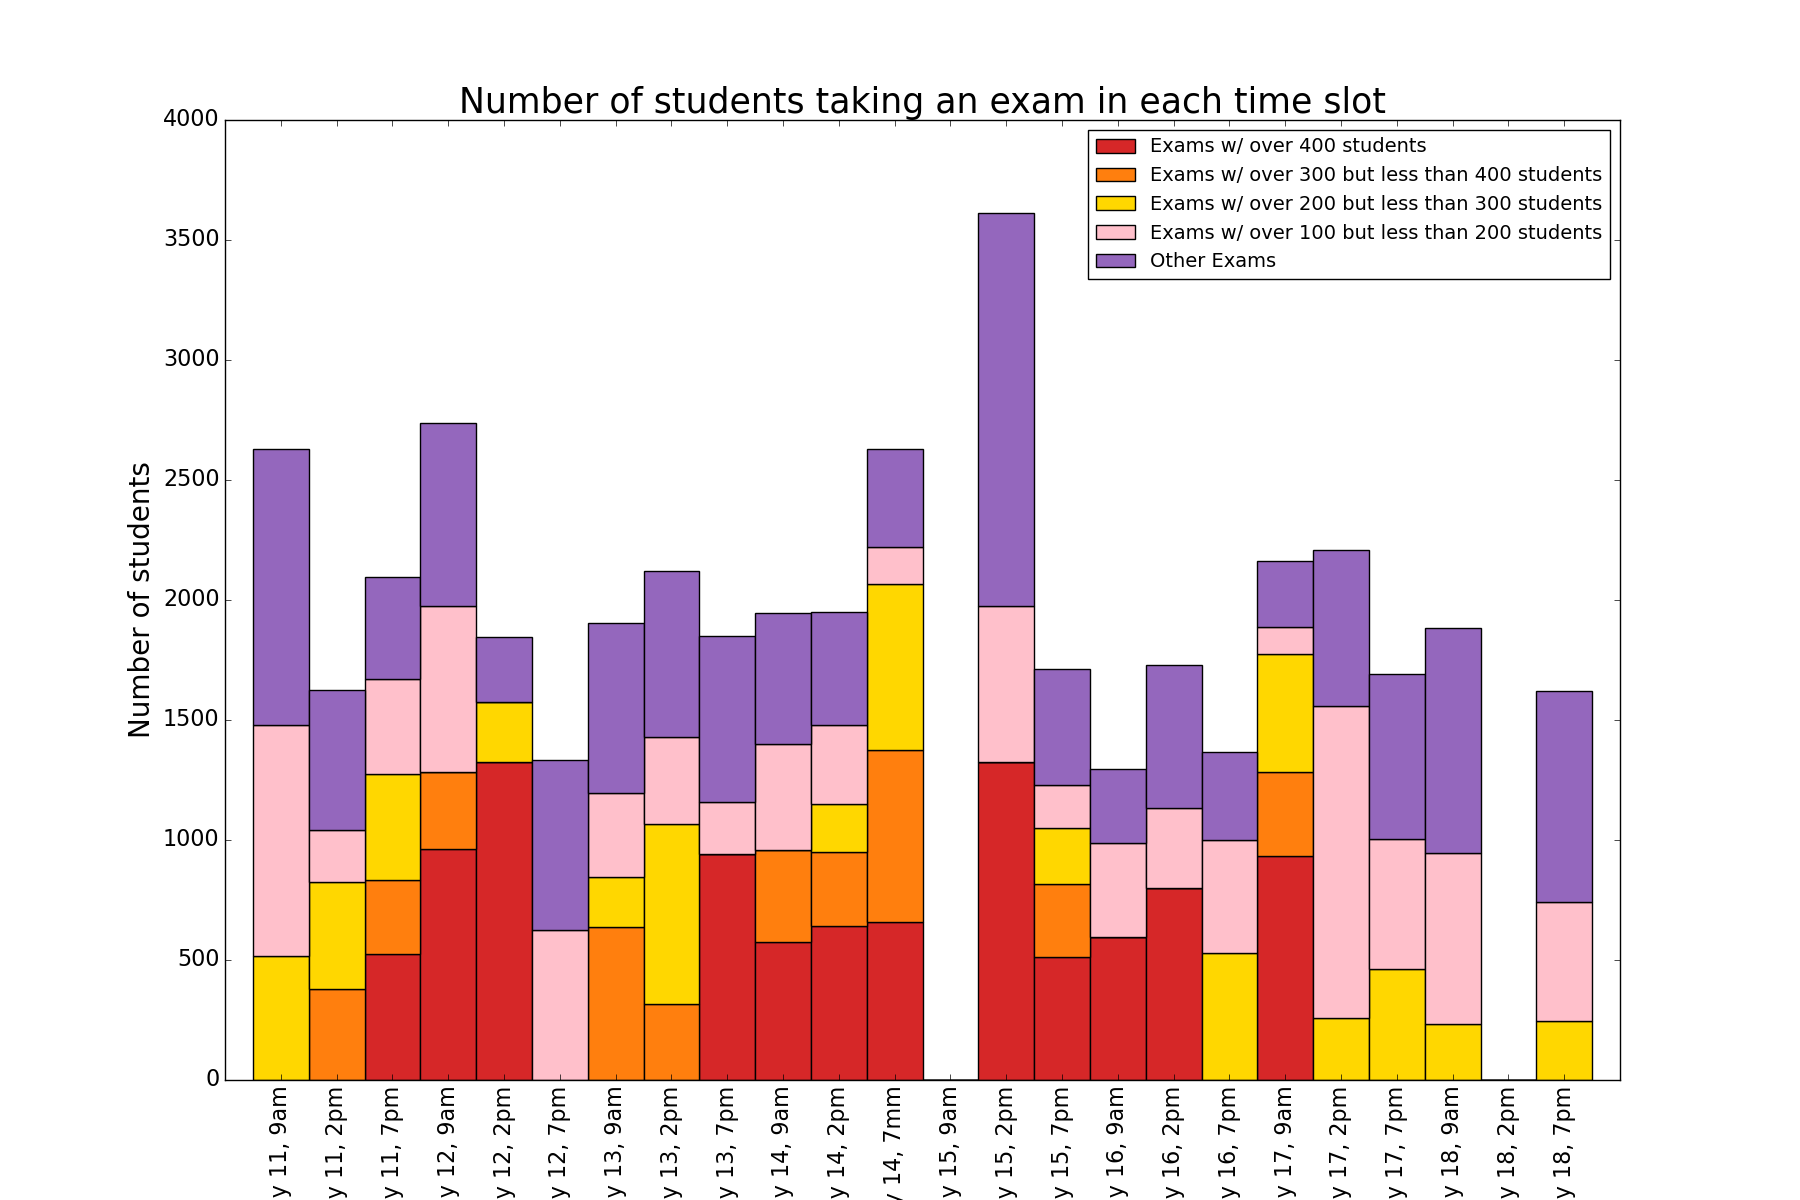 Number of students taking an exam in each time slot
4000
3500
3000
2500
2000
1500
1000
500
0
Number of students
Exams w/ over 400 students
Exams w/ over 300 but less than 400 students
Exams w/ over 200 but less than 300 students
Exams w/ over 100 but less than 200 students
Other Exams
y 11, 9am
y 11, 2pm
y 11, 7pm
y 12, 9am
y 12, 2pm
y 12, 7pm
y 13, 9am
y 13, 2pm
y 13, 7pm
y 14, 9am
y 14, 2pm
y 14, 7mm
y 15, 9am
y 15, 2pm
y 15, 7pm
y 16, 9am
y 16, 2pm
y 16, 7pm
y 17, 9am
y 17, 2pm
y 17, 7pm
y 18, 9am
y 18, 2pm
y 18, 7pm